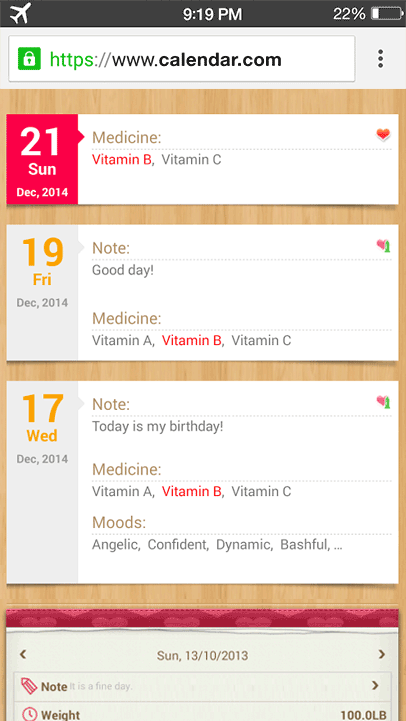 9:19 PM 22%
https://www.calendar.com
21
Sun
Dec, 2014
Medicine:
Vitamin B, Vitamin C
19
Fri
Dec, 2014
Note:
Good day!
Medicine:
Vitamin A, Vitamin B, Vitamin C
17
Wed
Dec, 2014
Note:
Today is my birthday!
Medicine:
Vitamin A, Vitamin B, Vitamin C
Moods:
Angelic, Confident, Dynamic, Bashful, ...
Sun, 13/10/2013
Note It is a fine day.
Weight 100.0LB